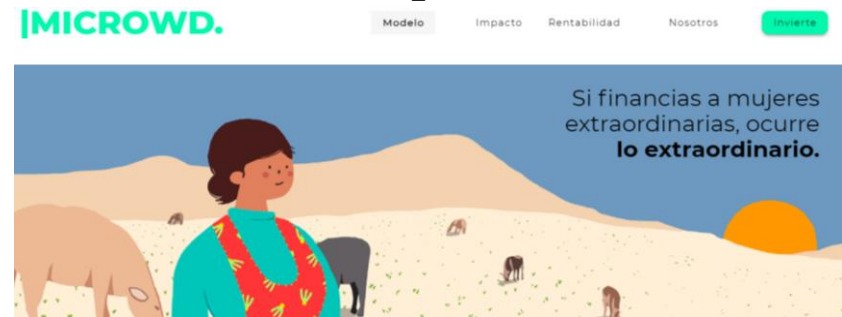 |MICROWD.
Modelo Impacto Rentabilidad Nosotros Invierte
Si financias a mujeres
extraordinarias, ocurre
lo extraordinario.